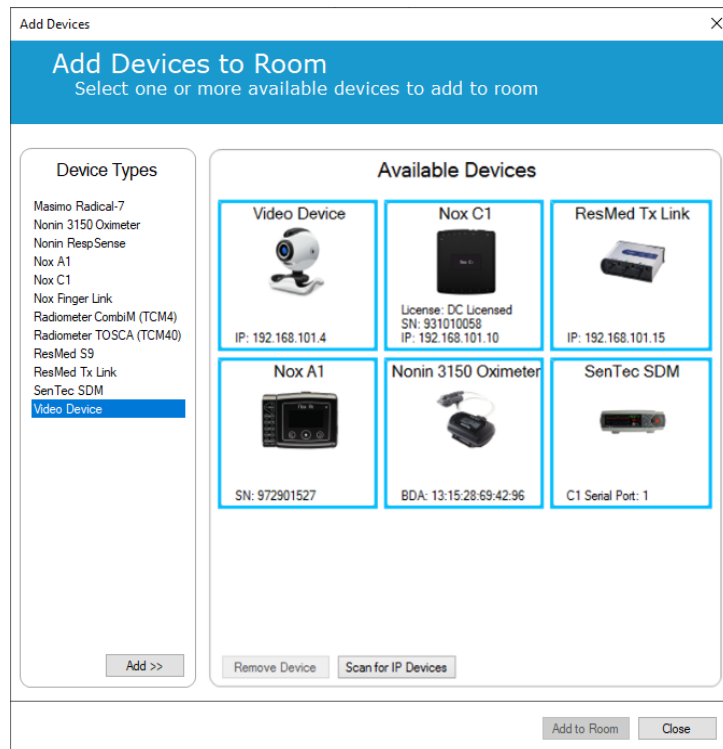 Add Devices
Add Devices to Room
Select one or more available devices to add to room
Device Types
Masimo Radical-7
Nonin 3150 Oximeter
Nonin RespSense
Nox A1
Nox C1
Nox Finger Link
Radiometer CombiM (TCM4)
Radiometer TOSCA (TCM40)
ResMed S9
ResMed Tx Link
SenTec SDM
Video Device
Add >>
Available Devices
Video Device
IP: 192.168.101.4
Nox C1
License: DC Licensed
SN: 931010058
IP: 192.168.101.10
ResMed Tx Link
IP: 192.168.101.15
Nox A1
SN: 972901527
Nonin 3150 Oximeter
BDA: 13:15:28:69:42:96
SenTec SDM
C1 Serial Port: 1
Remove Device
Scan for IP Devices
Add to Room
Close